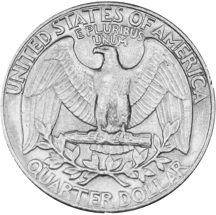 UNITED STATES OF AMERICA
E PLURIBUS
UNUM
QUARTER DOLLAR